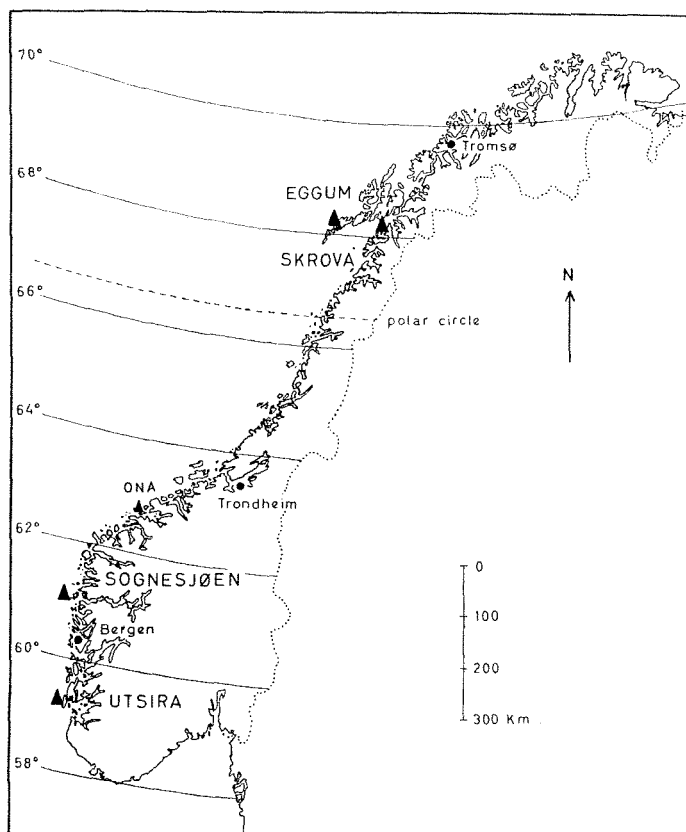 70°
Tromsø
68°
EGGUM
SKROVA
N
66°
polar circle
64°
ONA
Trondheim
62°
SOGNESJØEN
0
100
Bergen
60°
200
UTSIRA
300 Km
58°